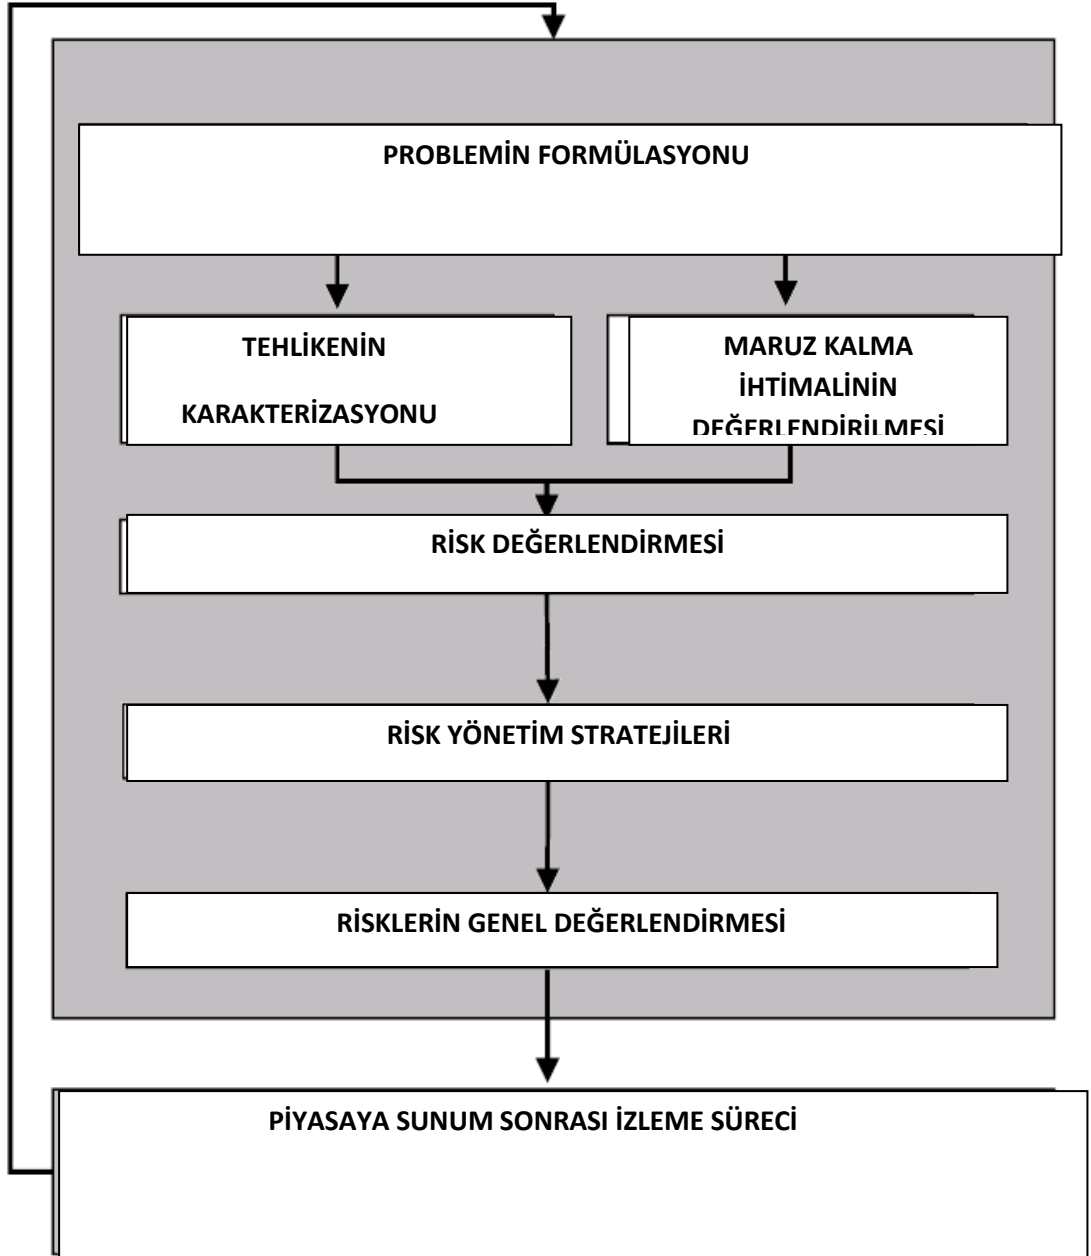 PROBLEMİN FORMÜLASYONU
TEHLİKENİN
KARAKTERİZASYONU
MARUZ KALMA
İHTİMALİNİN
DEĞERLENDİRİLMESİ
RİSK DEĞERLENDİRMESİ
RİSK YÖNETİM STRATEJİLERİ
RİSKLERİN GENEL DEĞERLENDİRMESİ
PİYASAYA SUNUM SONRASI İZLEME SÜRECİ